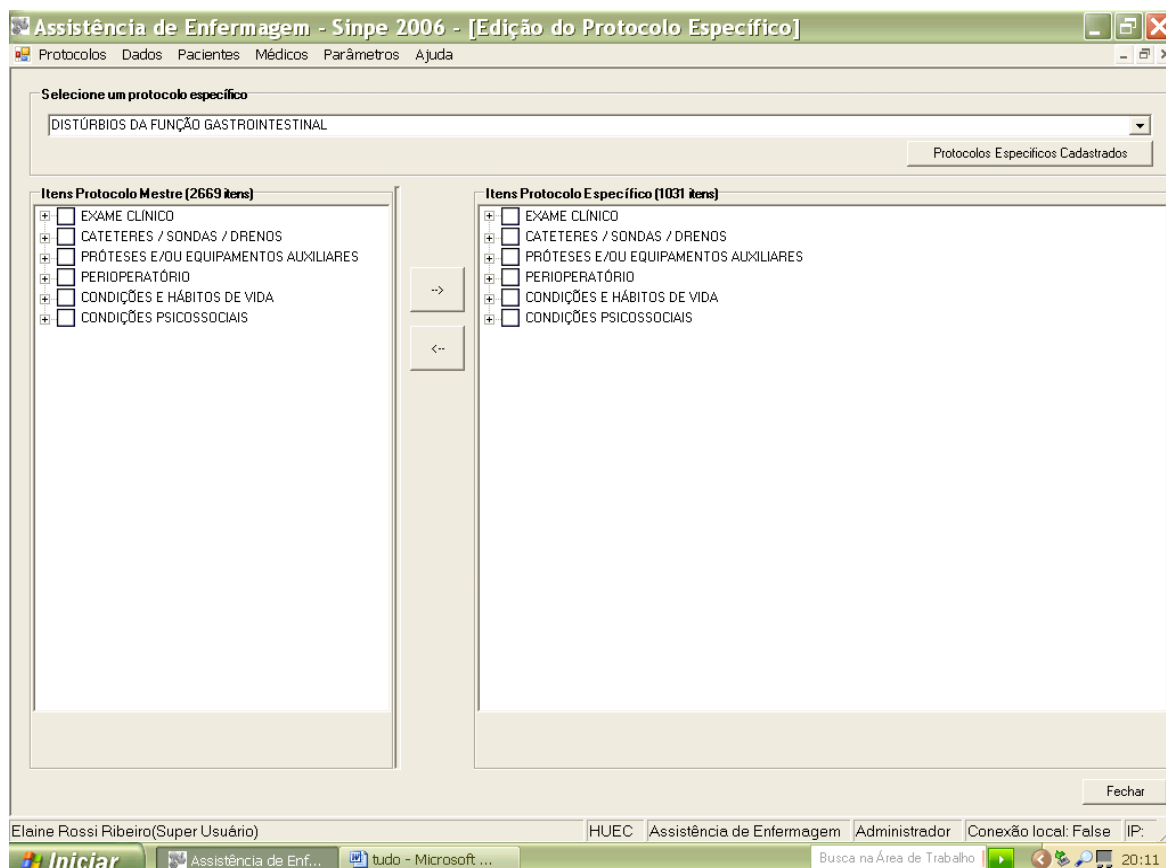 Assistência de Enfermagem - Sinpe 2006 - [Edição do Protocolo Específico]
Protocolos Dados Pacientes Médicos Parâmetros Ajuda
Selecione um protocolo específico
DISTÚRBIOS DA FUNÇÃO GASTROINTESTINAL
Protocolos Especificos Cadastrados
Itens Protocolo Mestre (2669 itens)
EXAME CLÍNICO
CATETERES / SONDAS / DRENOS
PRÓTESES E/OU EQUIPAMENTOS AUXILIARES
PERIOPERATÓRIO
CONDIÇÕES E HÁBITOS DE VIDA
CONDIÇÕES PSICOSSOCIAIS
-->
<--
Itens Protocolo Específico (1031 itens)
EXAME CLÍNICO
CATETERES / SONDAS / DRENOS
PRÓTESES E/OU EQUIPAMENTOS AUXILIARES
PERIOPERATÓRIO
CONDIÇÕES E HÁBITOS DE VIDA
CONDIÇÕES PSICOSSOCIAIS
Fechar
Elaine Rossi Ribeiro(Super Usuário) HUEC Assistência de Enfermagem Administrador Conexão local: False IP:
Iniciar Assistência de Enf... tudo - Microsoft ... Busca na Área de Trabalho 20:11